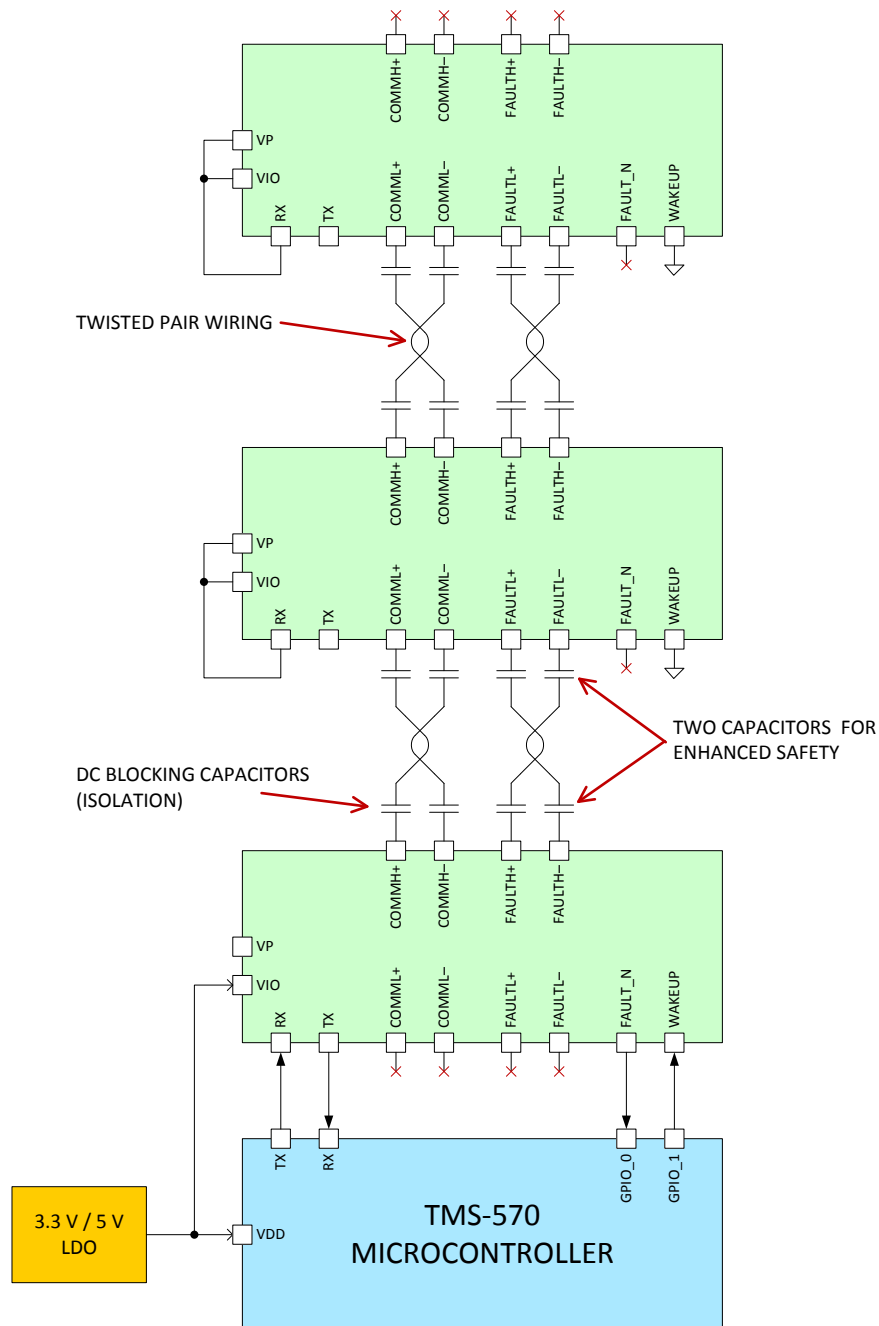 COMMH+
COMMH–
FAULTH+
FAULTH–
VP
VIO
RX
TX
COMML+
COMML–
FAULTL+
FAULTL–
FAULT_N
WAKEUP
TWISTED PAIR WIRING
COMMH+
COMMH–
FAULTH+
FAULTH–
VP
VIO
RX
TX
COMML+
COMML–
FAULTL+
FAULTL–
FAULT_N
WAKEUP
TWO CAPACITORS FOR
ENHANCED SAFETY
DC BLOCKING CAPACITORS
(ISOLATION)
COMMH+
COMMH–
FAULTH+
FAULTH–
VP
VIO
RX
TX
COMML+
COMML–
FAULTL+
FAULTL–
FAULT_N
WAKEUP
TX
RX
GPIO_0
GPIO_1
3.3 V / 5 V
LDO
VDD
TMS-570
MICROCONTROLLER